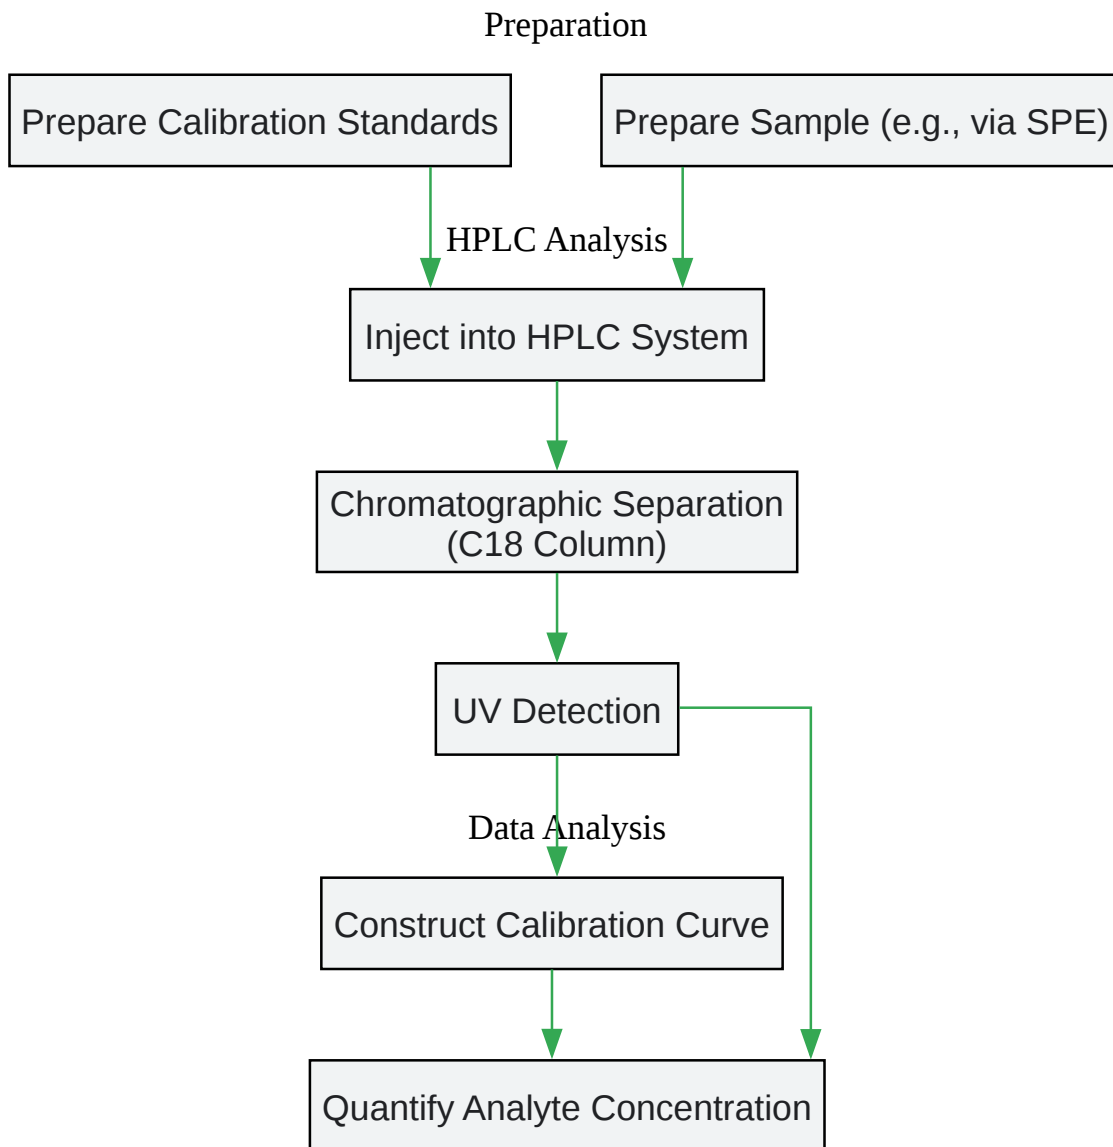 Preparation
Prepare Calibration Standards
Prepare Sample (e.g., via SPE)
HPLC Analysis
Inject into HPLC System
Chromatographic Separation
(C18 Column)
UV Detection
Data Analysis
Construct Calibration Curve
Quantify Analyte Concentration